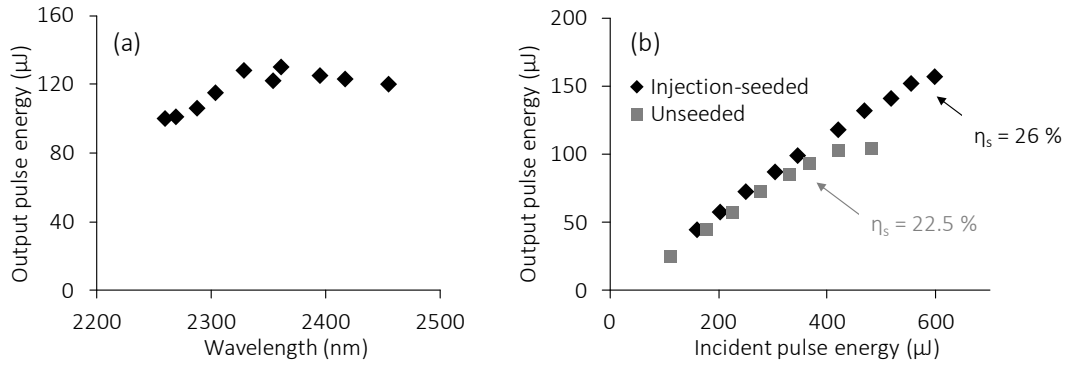 (a)
Output pulse energy (µJ)
160
120
80
40
0
2200
2300
2400
2500
Wavelength (nm)
(b)
Output pulse energy (µJ)
200
150
100
50
0
Injection-seeded
Unseeded
ηs = 26 %
ηs = 22.5 %
0
200
400
600
Incident pulse energy (µJ)